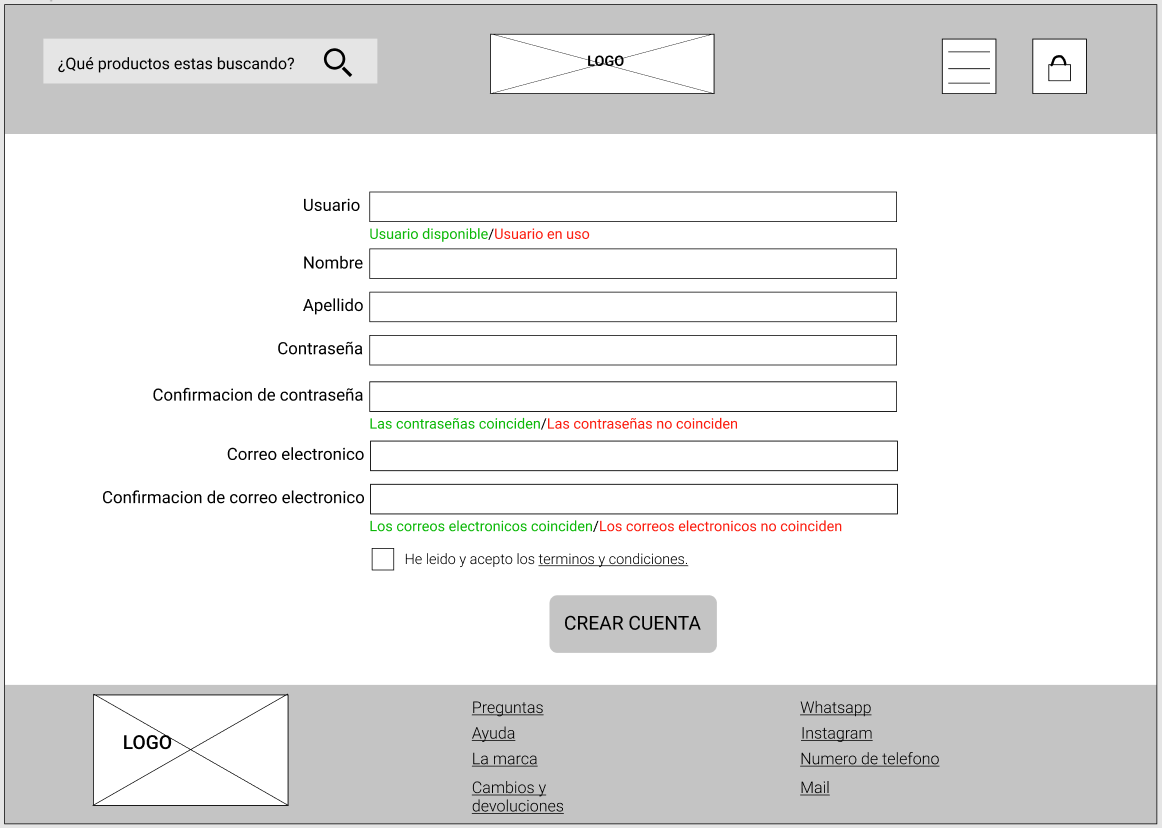 ¿Qué productos estas buscando?
LOGO
Usuario
Usuario disponible/Usuario en uso
Nombre
Apellido
Contraseña
Confirmacion de contraseña
Las contraseñas coinciden/Las contraseñas no coinciden
Correo electronico
Confirmacion de correo electronico
Los correos electronicos coinciden/Los correos electronicos no coinciden
He leido y acepto los terminos y condiciones.
CREAR CUENTA
LOGO
Preguntas
Ayuda
La marca
Cambios y
devoluciones
Whatsapp
Instagram
Numero de telefono
Mail